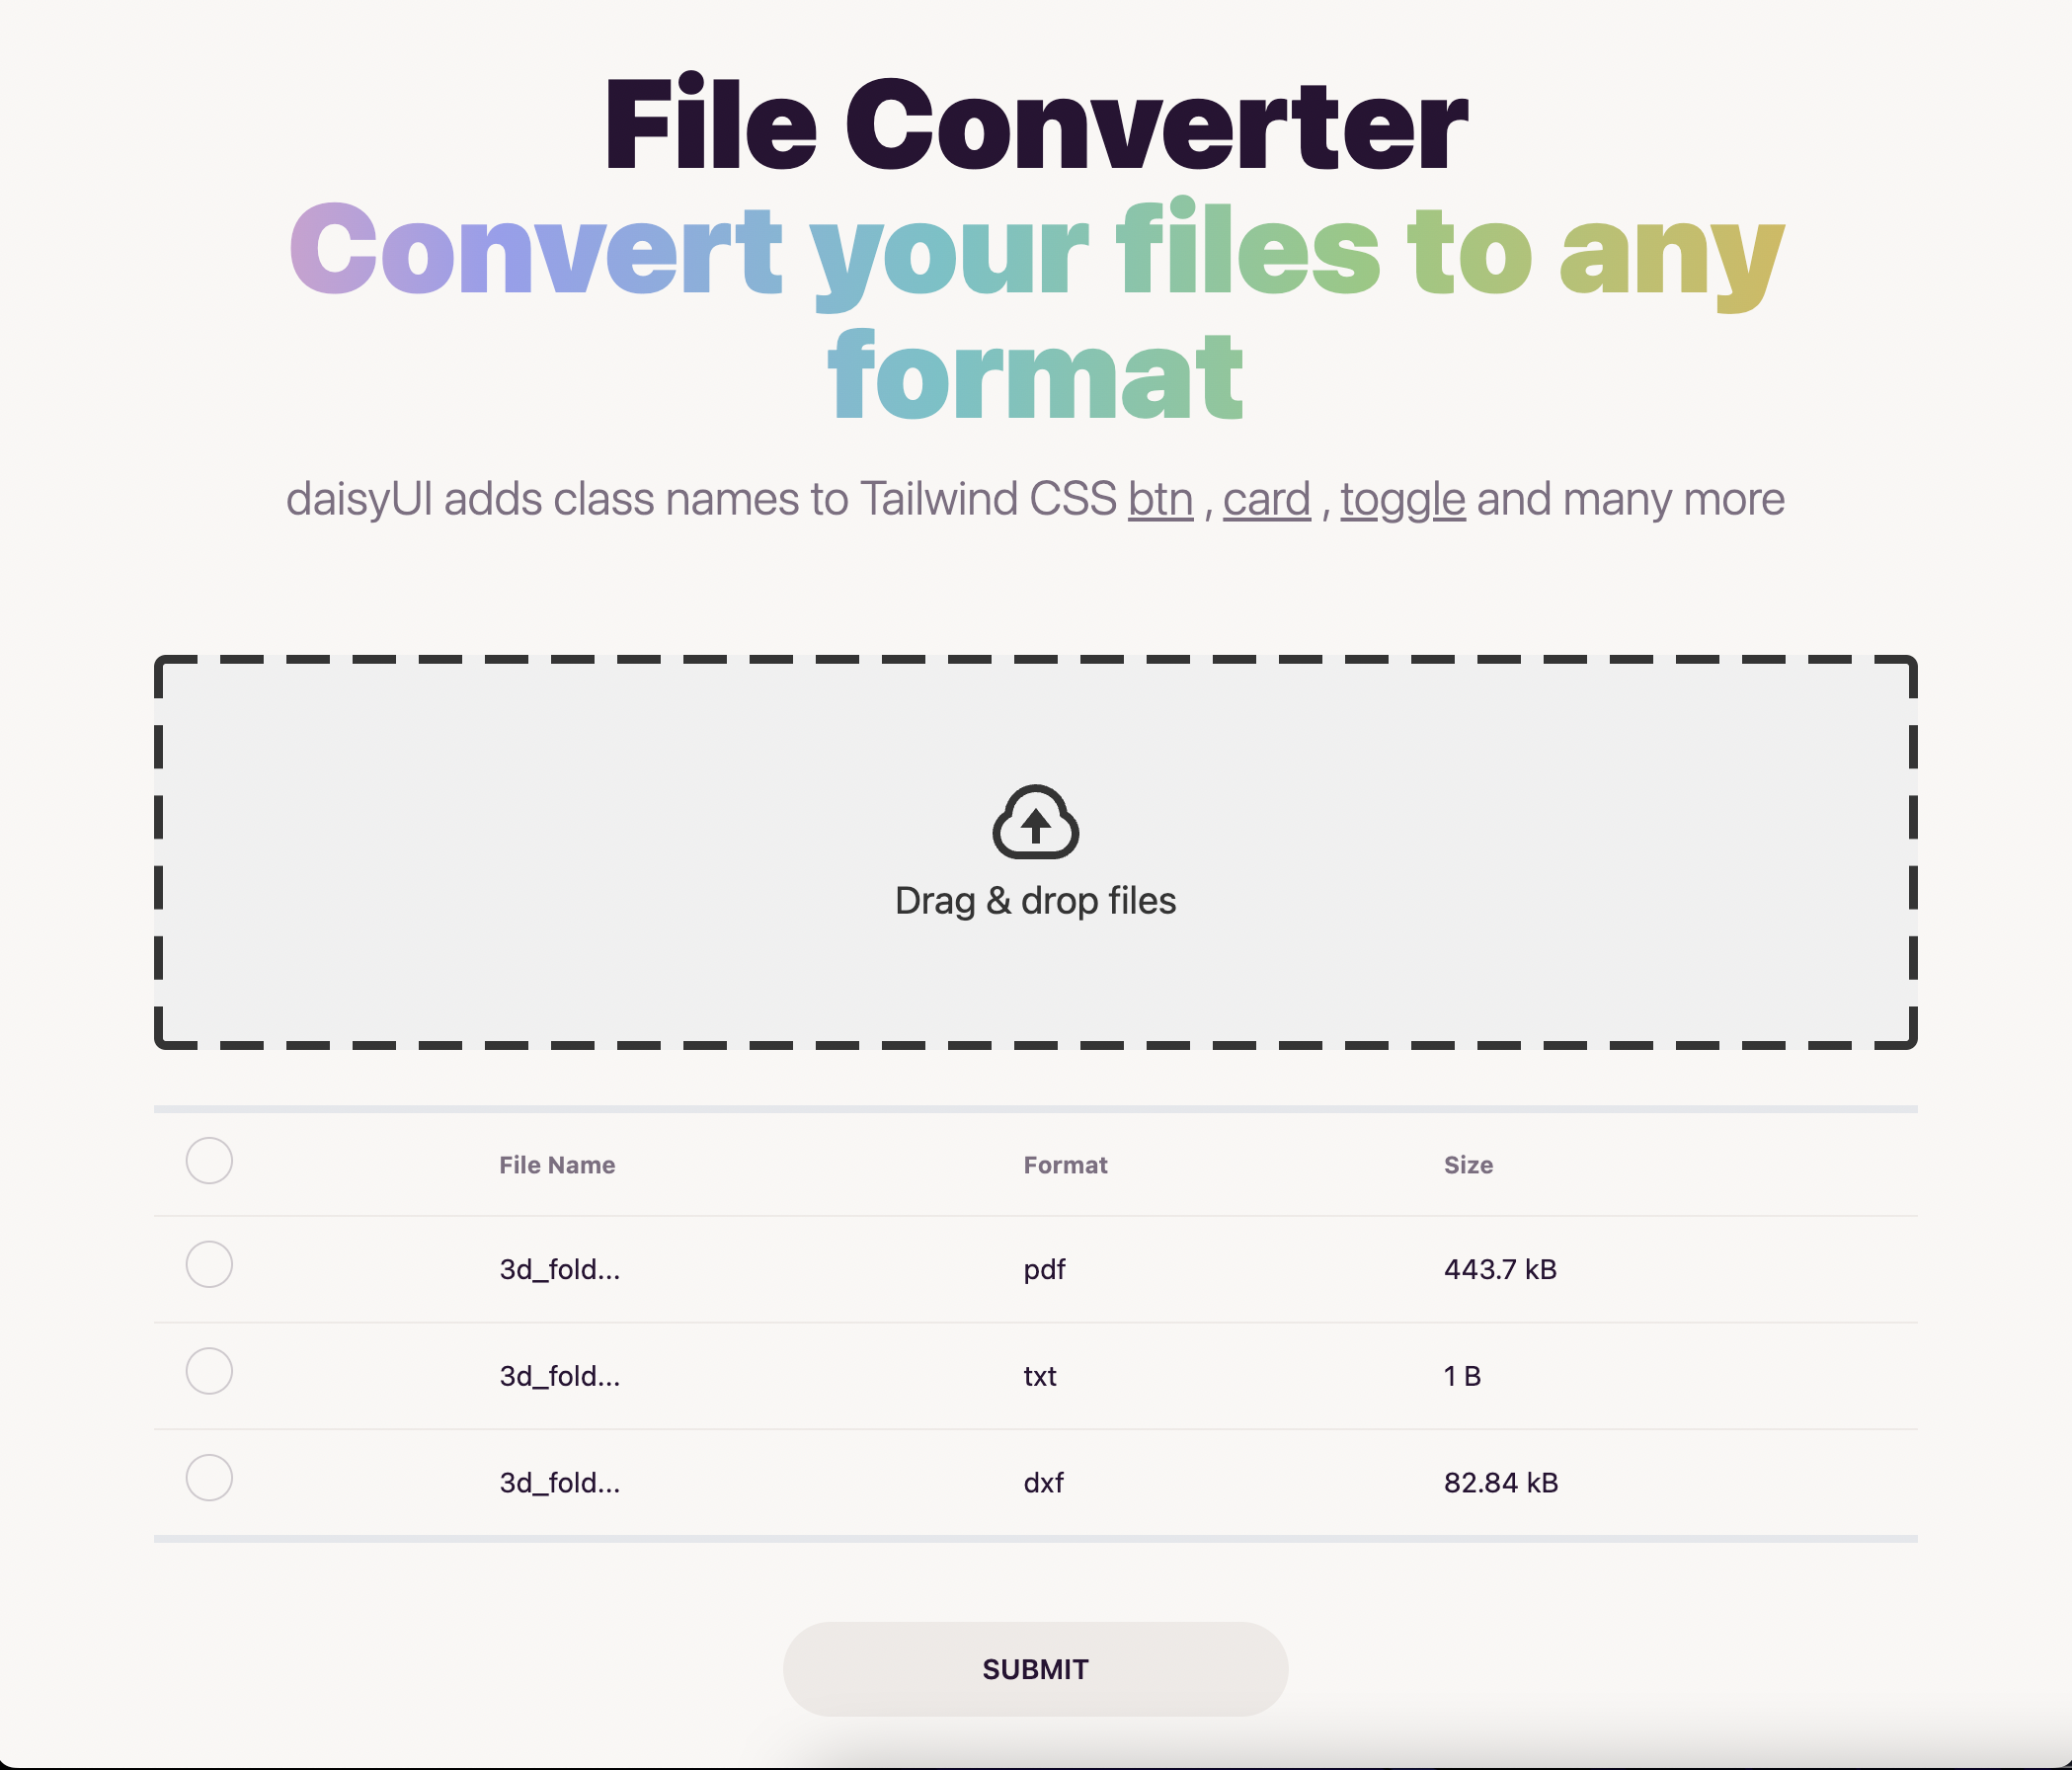 File Converter
Convert your files to any
format
daisyUI adds class names to Tailwind CSS btn , card , toggle and many more
Drag & drop files
File Name Format Size
3d_fold... pdf 443.7 kB
3d_fold... txt 1 B
3d_fold... dxf 82.84 kB
SUBMIT